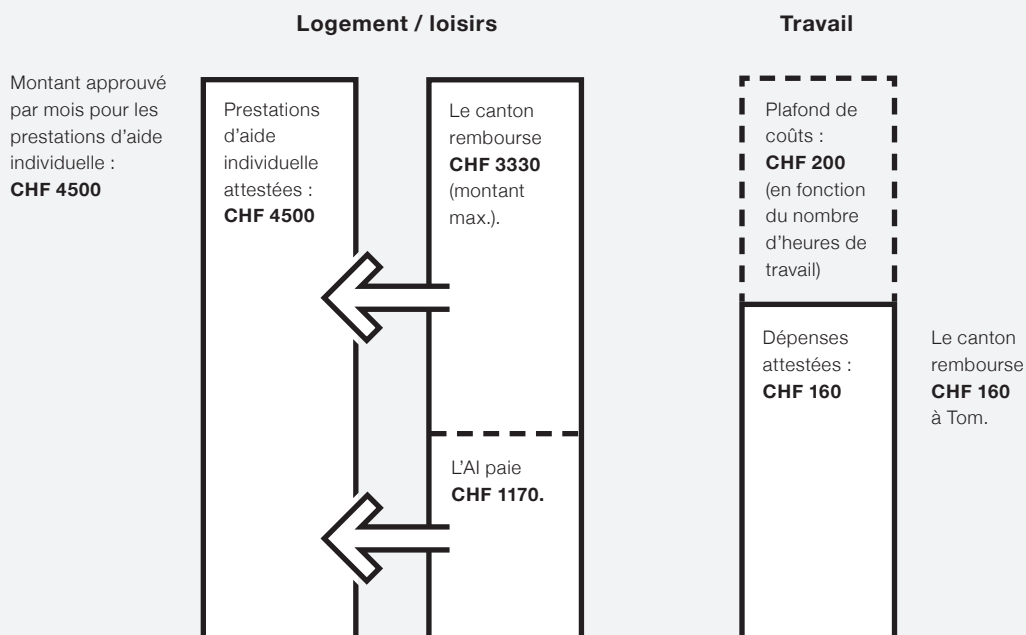 Logement / loisirs
Travail
Montant approuvé
par mois pour les
prestations d'aide
individuelle :
CHF 4500
Prestations
d'aide
individuelle
attestées :
CHF 4500
Le canton
rembourse
CHF 3330
(montant
max.).
L'AI paie
CHF 1170.
Plafond de
coûts :
CHF 200
(en fonction
du nombre
d'heures de
travail)
Dépenses
attestées :
CHF 160
Le canton
rembourse
CHF 160
à Tom.